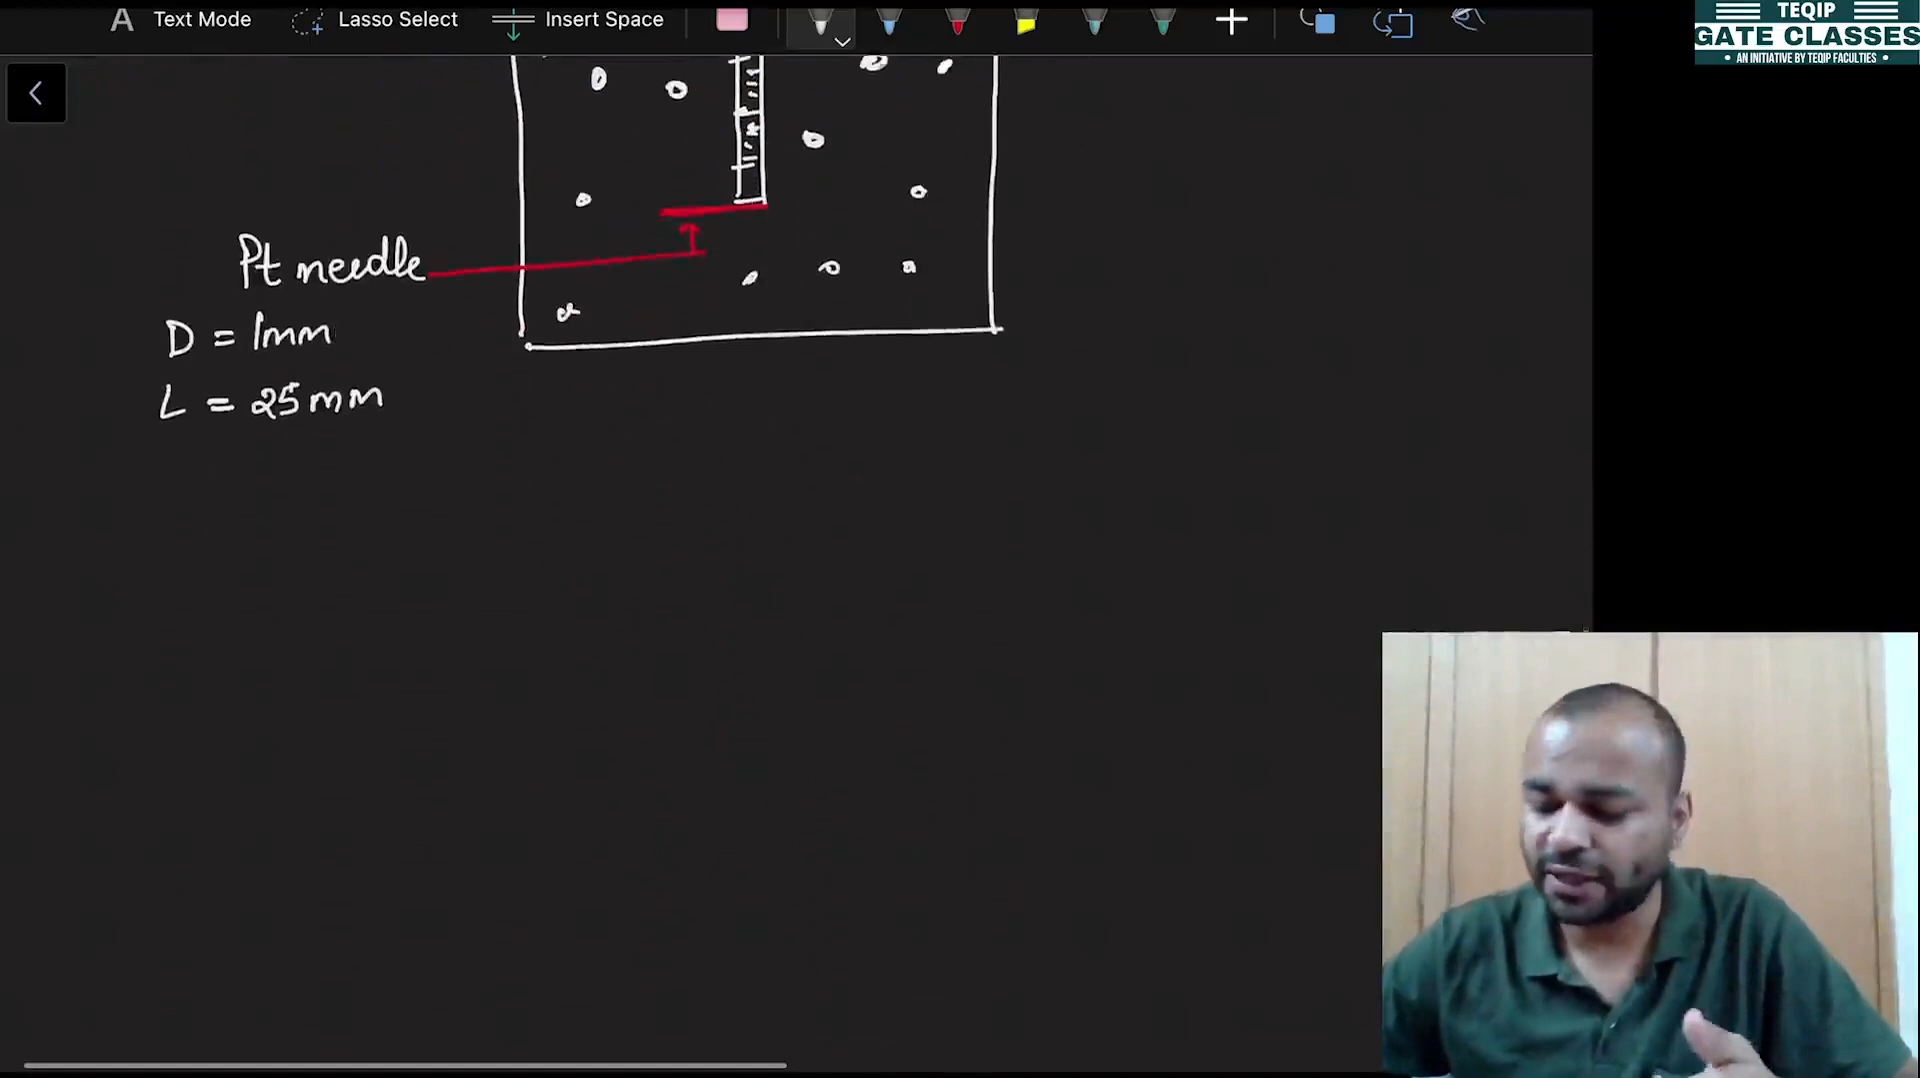 Text Mode
Lasso Select
Insert Space
TEQIP
GATE CLASSES
• AN INITIATIVE BY TEQIP FACULTIES •
Pt needle
D = 1mm
L = 25mm